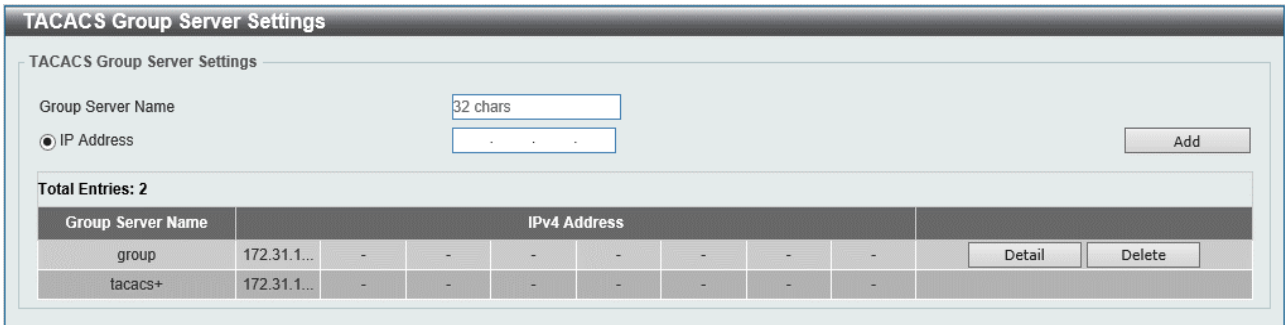 TACACS Group Server Settings
TACACS Group Server Settings
Group Server Name 32 chars
IP Address . . . Add
Total Entries: 2
Group Server Name IPv4 Address
group 172.31.1... - - - - - - - Detail Delete
tacacs+ 172.31.1... - - - - - - -